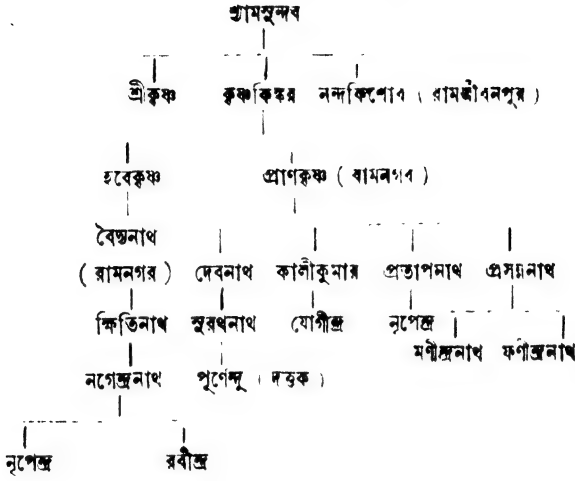 শ্যামসুন্দর
শ্রীকৃষ্ণ কৃষ্ণকিঙ্কর নন্দকিশোর ( রামজীবনপুর )
হরেকৃষ্ণ প্রাণকৃষ্ণ ( রামনগর )
বৈদ্যনাথ
( রামনগর ) দেবনাথ কালীকুমার প্রতাপনাথ প্রসন্ননাথ
ক্ষিতিনাথ সুরথনাথ যোগীন্দ্র নৃপেন্দ্র
মণীন্দ্রনাথ ফণীন্দ্রনাথ
নগেন্দ্রনাথ পূর্ণেন্দু ( দত্তক )
নৃপেন্দ্র রবীন্দ্র